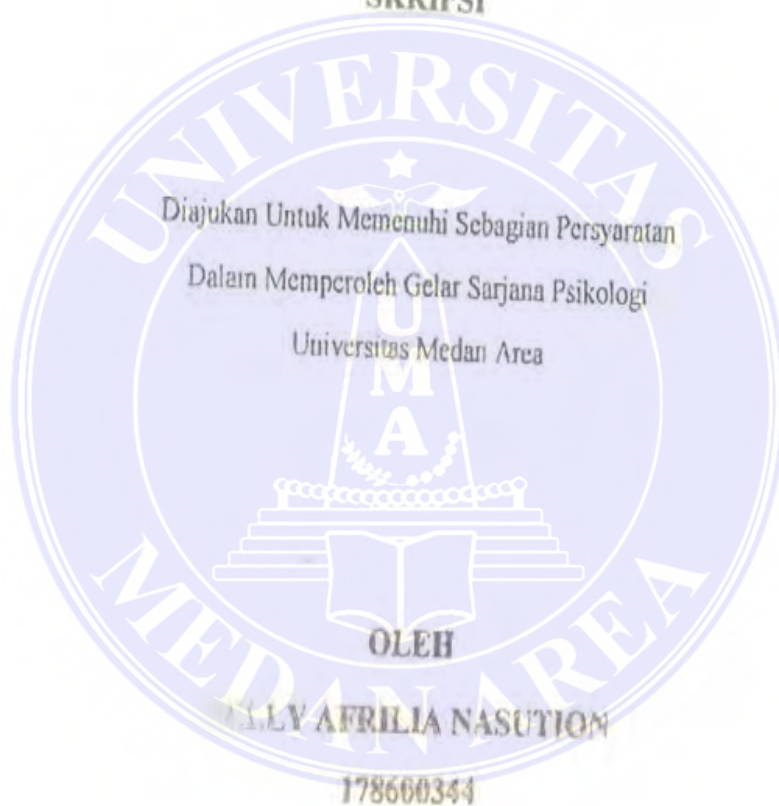 SKRIPSI
UNIVERSITAS
Diajukan Untuk Memenuhi Sebagian Persyaratan
Dalam Memperoleh Gelar Sarjana Psikologi
Universitas Medan Area
U
M
A
MEDAN AREA
OLEH
AFRILIA NASUTION
178600344